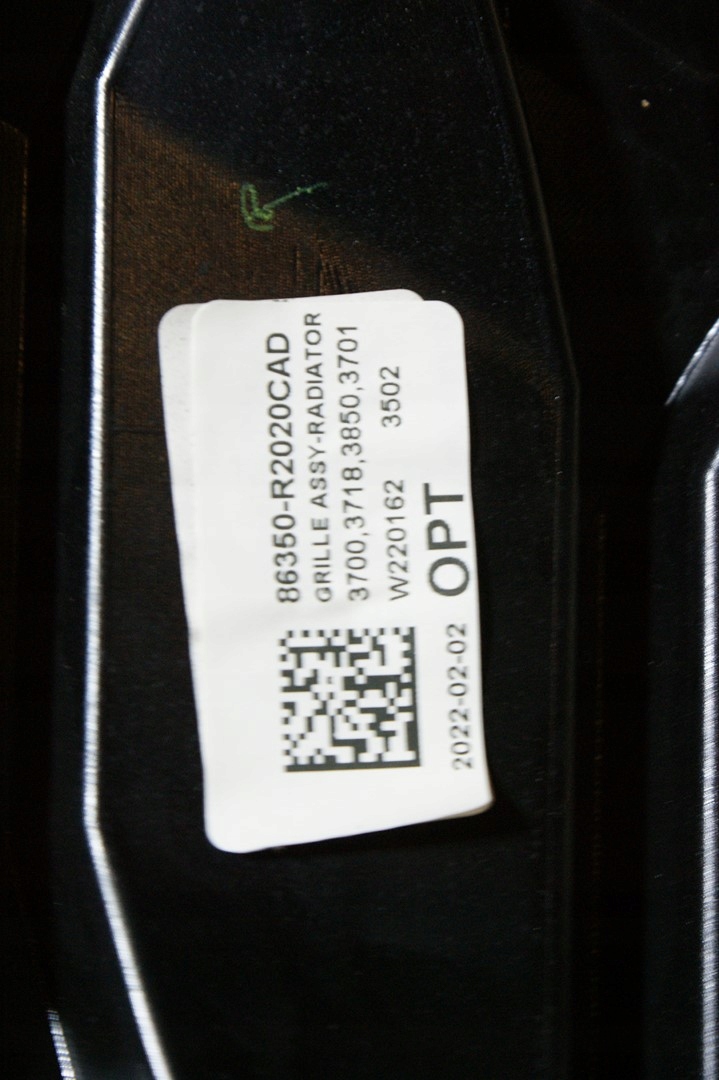 86350-R2020CAD
GRILLE ASSY-RADIATOR
3700,3718,3850,3701
W220162 3502
2022-02-02 OPT